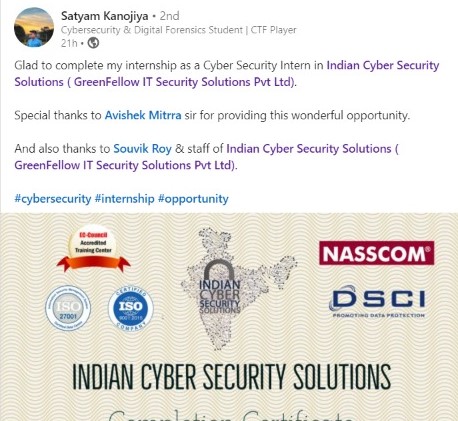 Satyam Kanojiya • 2nd
Cybersecurity & Digital Forensics Student | CTF Player
21h •
Glad to complete my internship as a Cyber Security Intern in Indian Cyber Security
Solutions ( GreenFellow IT Security Solutions Pvt Ltd).
Special thanks to Avishek Mitrra sir for providing this wonderful opportunity.
And also thanks to Souvik Roy & staff of Indian Cyber Security Solutions (
GreenFellow IT Security Solutions Pvt Ltd).
#cybersecurity #internship #opportunity
EC-Council
Accredited
Training Center
ISO
27001
CERTIFIED
ISO
9001:2015
COMPANY
INDIAN
CYBER
SECURITY
SOLUTIONS
NASSCOM®
DSCI
PROMOTING DATA PROTECTION
INDIAN CYBER SECURITY SOLUTIONS
Completion Certificate